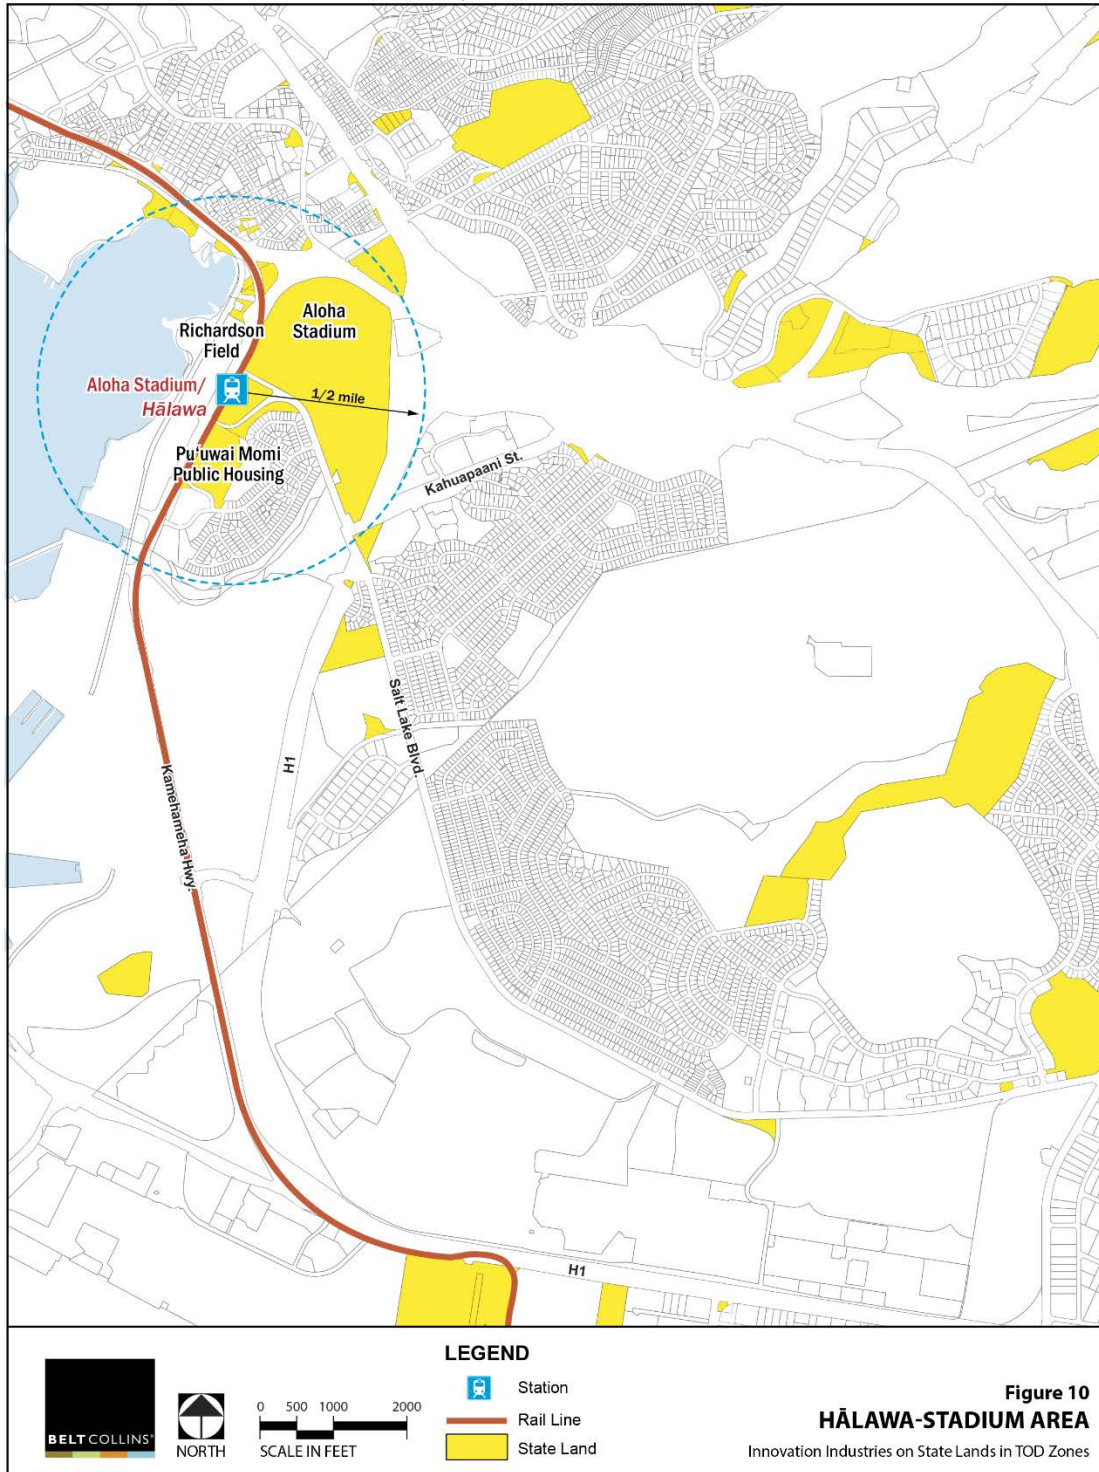 Aloha
Stadium
Richardson
Field
Aloha Stadium/
Hālawa
1/2 mile
Pu‘uwai Momi
Public Housing
Kahuapaani St.
Salt Lake Blvd.
H1
Kamehameha Hwy.
H1
BELT COLLINS®
NORTH
0 500 1000 2000
SCALE IN FEET
LEGEND
Station
Rail Line
State Land
Figure 10
HĀLAWA-STADIUM AREA
Innovation Industries on State Lands in TOD Zones